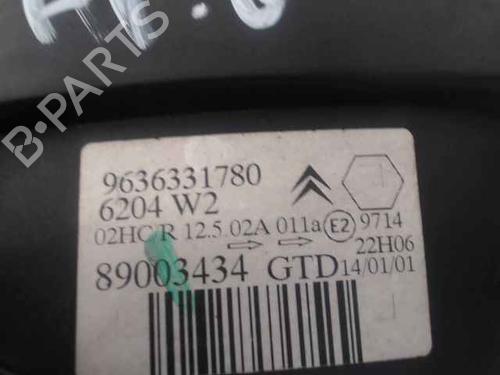 B-PARTS
9636331780
6204 W2
02HC/R 12.5 02A 011a E2 9714
22H06
89003434 GTD 14/01/01